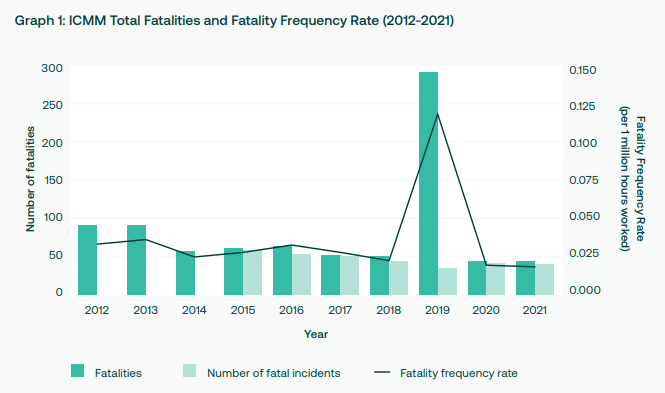 Graph 1: ICMM Total Fatalities and Fatality Frequency Rate (2012-2021)
Number of fatalities
300
250
200
150
100
50
0
0.150
0.125
0.100
0.075
0.050
0.025
0.000
Fatality Frequency Rate
(per 1 million hours worked)
2012 2013 2014 2015 2016 2017 2018 2019 2020 2021
Year
Fatalities Number of fatal incidents Fatality frequency rate